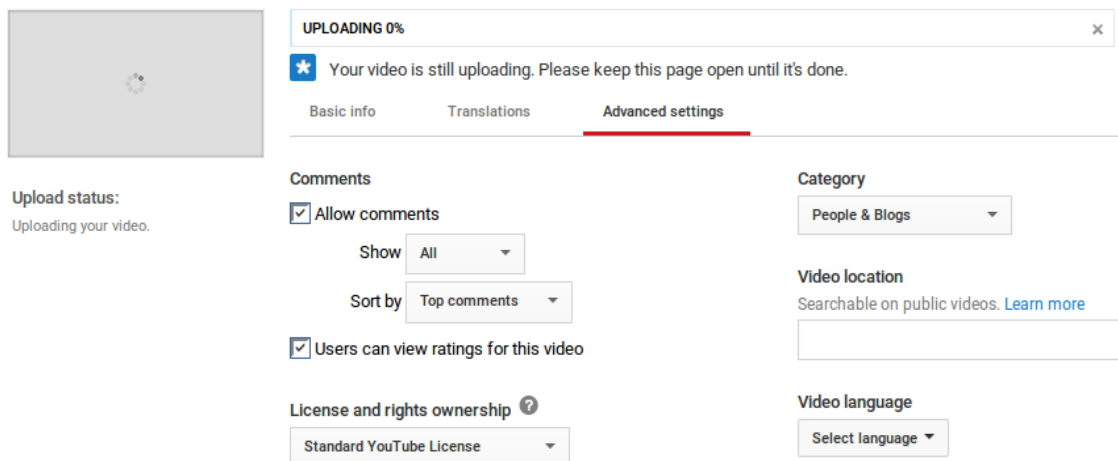 UPLOADING 0%
Your video is still uploading. Please keep this page open until it's done.
Basic info Translations Advanced settings
Upload status:
Uploading your video.
Comments
Allow comments
Show All
Sort by Top comments
Users can view ratings for this video
License and rights ownership ?
Standard YouTube License
Category
People & Blogs
Video location
Searchable on public videos. Learn more
Video language
Select language